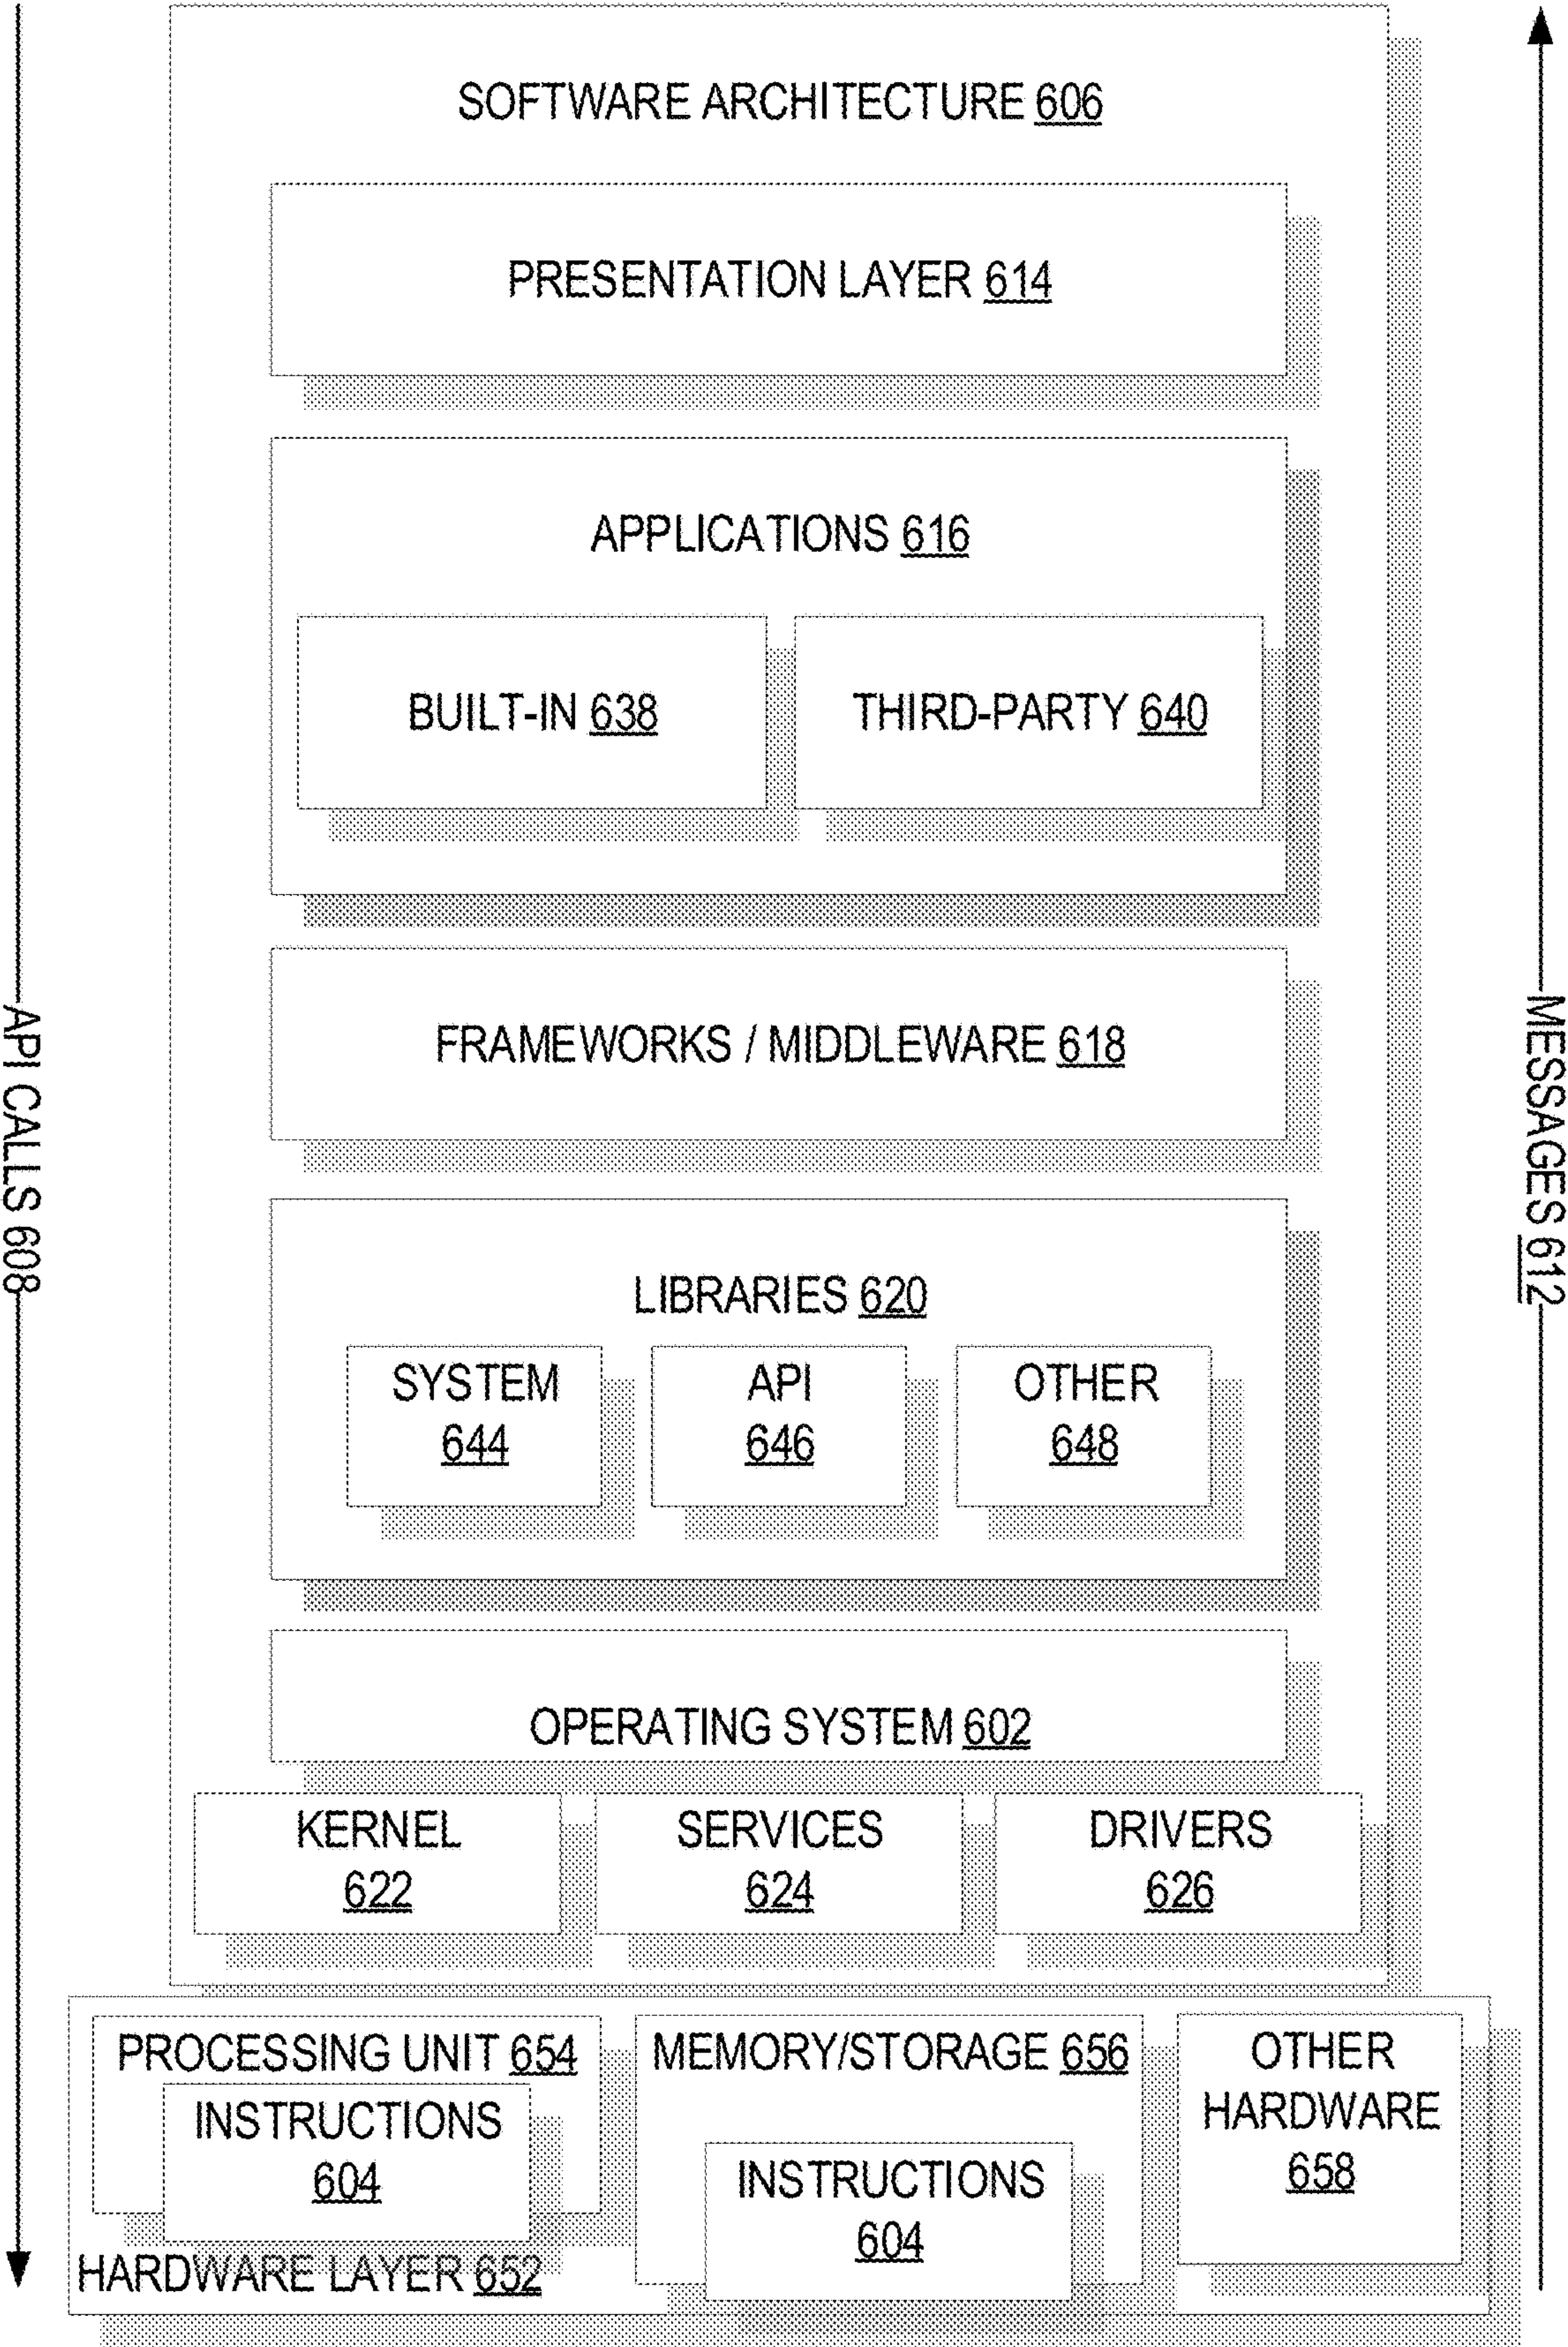 SOFTWARE ARCHITECTURE 606
PRESENTATION LAYER 614
APPLICATIONS 616
BUILT-IN 638
THIRD-PARTY 640
FRAMEWORKS / MIDDLEWARE 618
LIBRARIES 620
SYSTEM
644
API
646
OTHER
648
OPERATING SYSTEM 602
KERNEL
622
SERVICES
624
DRIVERS
626
PROCESSING UNIT 654
INSTRUCTIONS
604
MEMORY/STORAGE 656
INSTRUCTIONS
604
OTHER
HARDWARE
658
HARDWARE LAYER 652
API CALLS 608
MESSAGES 612